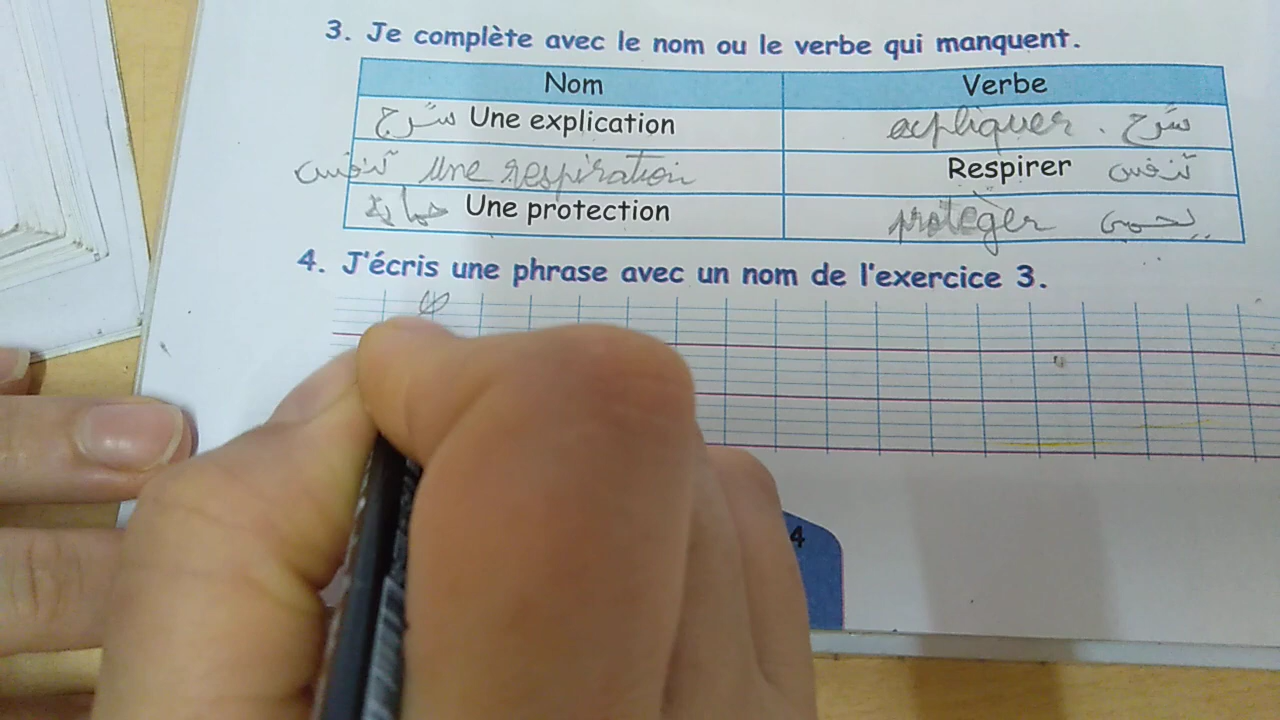 3. Je complète avec le nom ou le verbe qui manquent.
Nom Verbe
شرح Une explication expliquer. شرح
تنفس une respiration Respirer تنفس
حماية Une protection protéger يحمي
4. J'écris une phrase avec un nom de l'exercice 3.
4